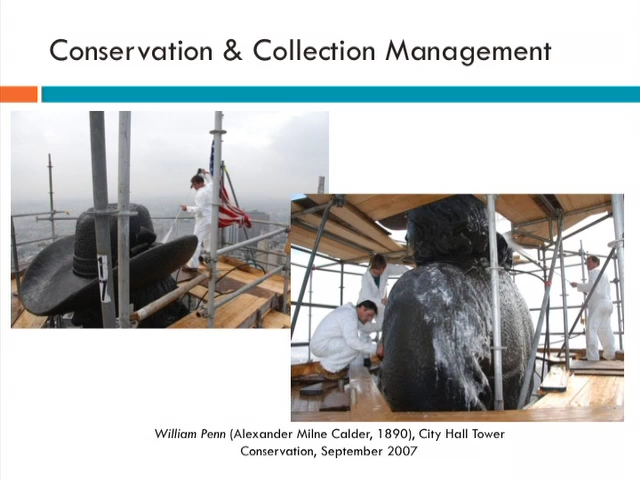 Conservation & Collection Management
William Penn (Alexander Milne Calder, 1890), City Hall Tower
Conservation, September 2007